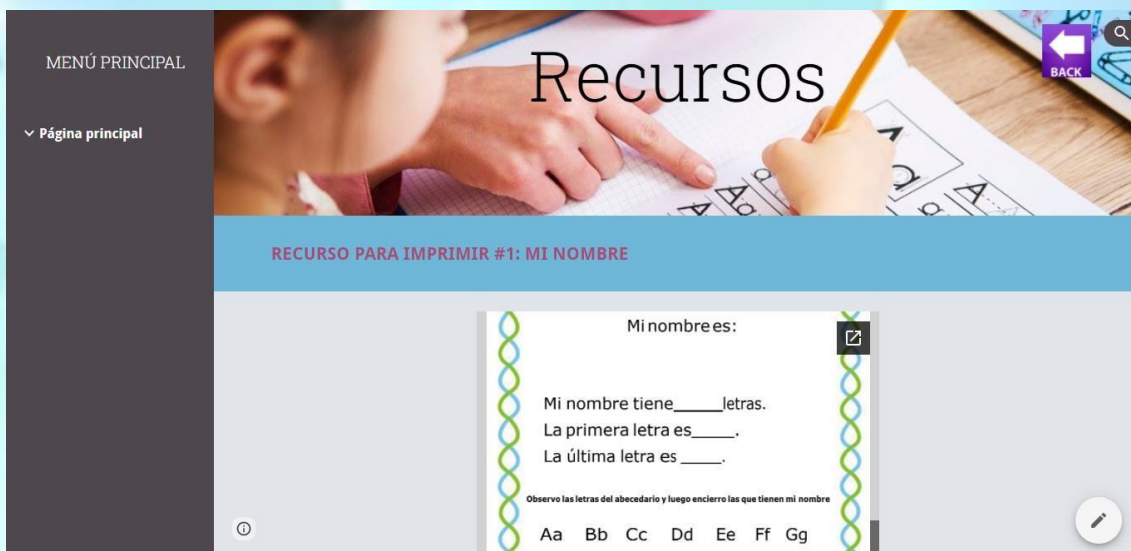 MENÚ PRINCIPAL
Página principal
Recursos
BACK
Aa
A
a
A
a
RECURSO PARA IMPRIMIR #1: MI NOMBRE
Mi nombre es:
Mi nombre tiene______letras.
La primera letra es_____.
La última letra es _____.
Observo las letras del abecedario y luego encierro las que tienen mi nombre
Aa Bb Cc Dd Ee Ff Gg